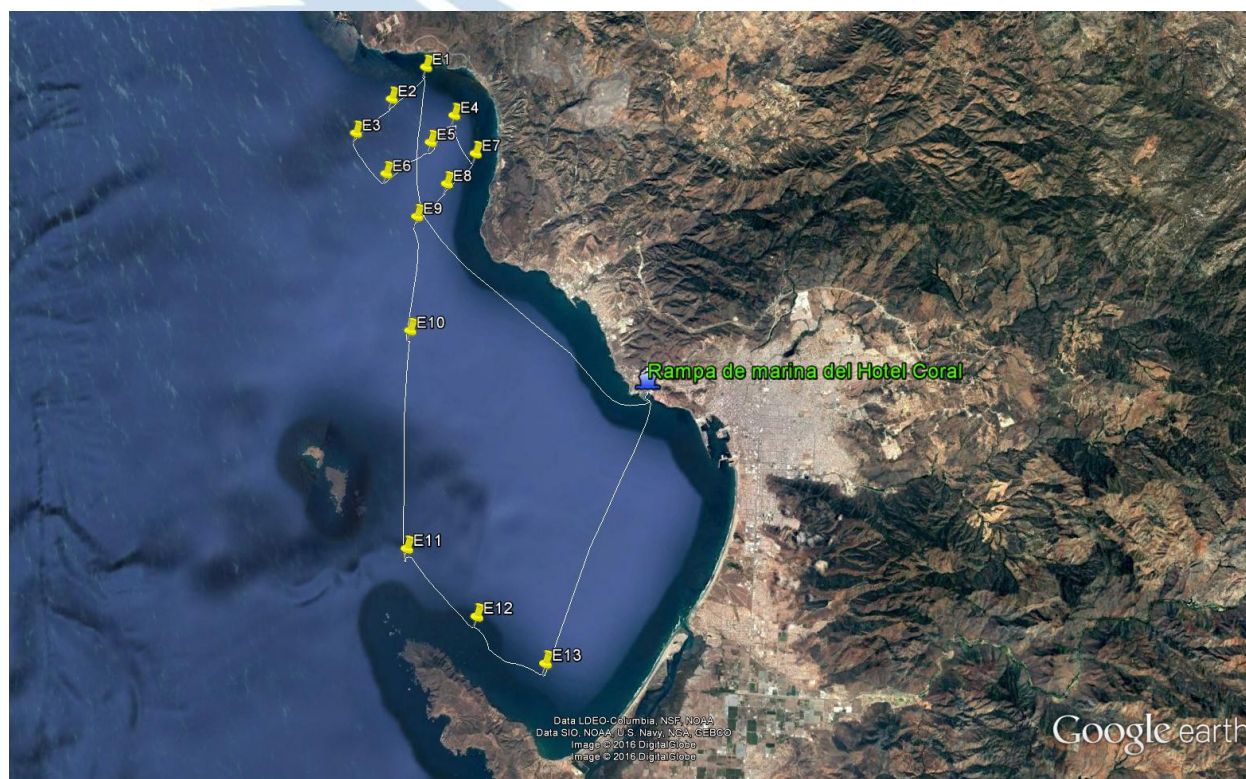 E1
E2
E4
E3
E5
E7
E6
E8
E9
E10
Rampa de marina del Hotel Coral
E11
E12
E13
Data LDEO-Columbia, NSF, NOAA
Data SIO, NOAA, U.S. Navy, NGA, GEBCO
Image © 2016 DigitalGlobe
Image © 2016 DigitalGlobe
Google earth